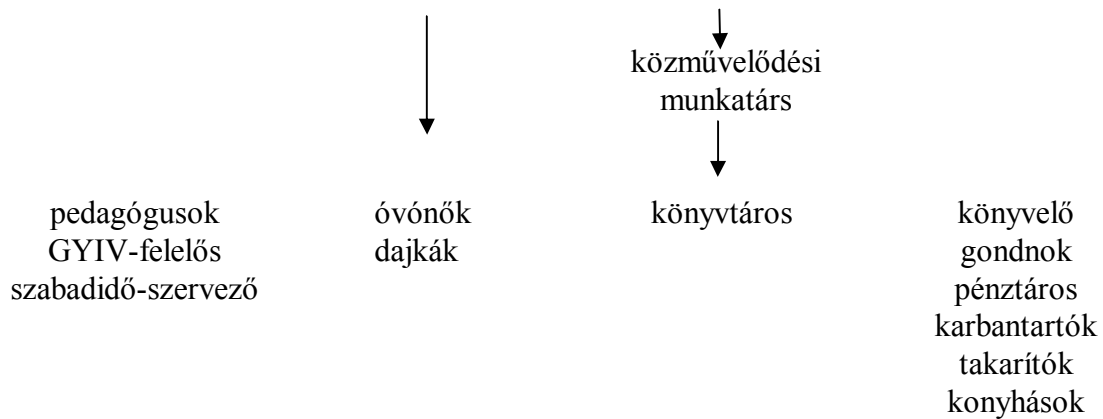 közművelődési
munkatárs
pedagógusok
GYIV-felelős
szabadidő-szervező
óvónők
dajkák
könyvtáros
könyvelő
gondnok
pénztáros
karbantartók
takarítók
konyhások